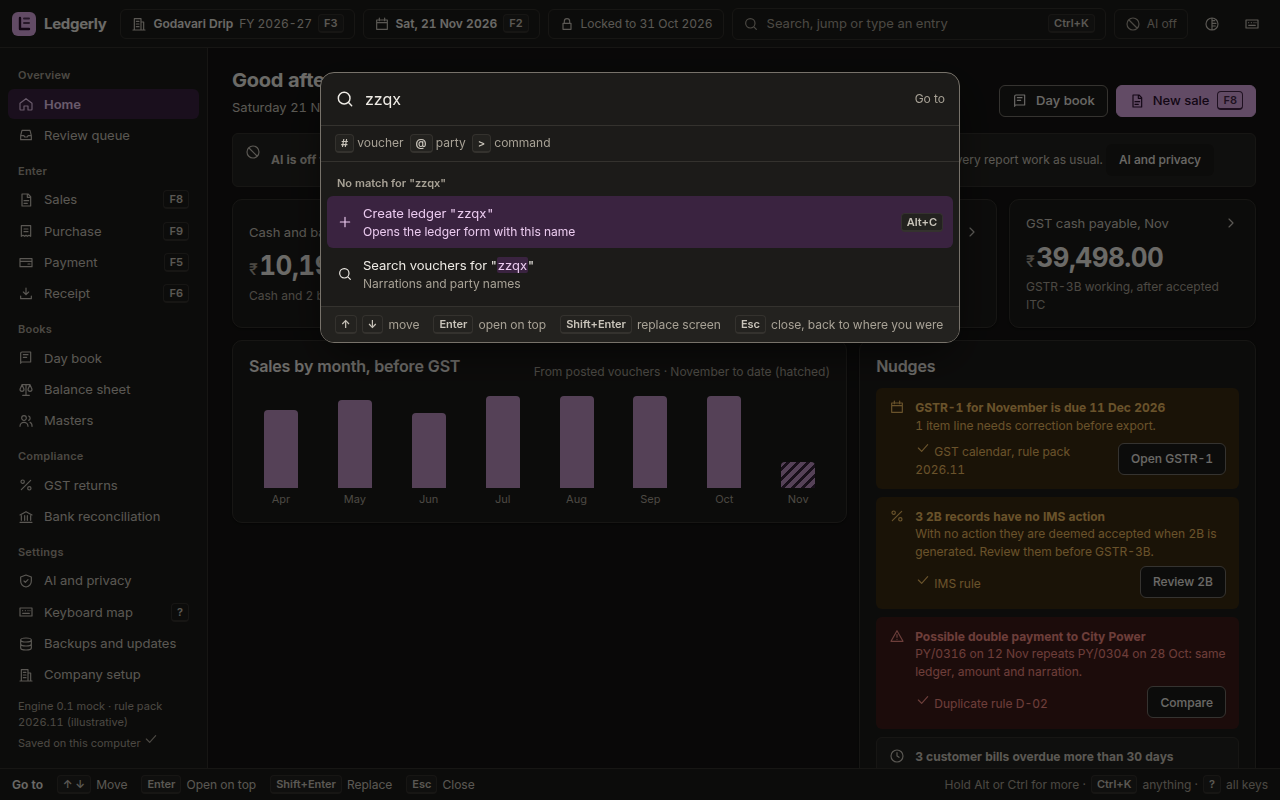 Ledgerly
Godavari Drip FY 2026-27 F3
Sat, 21 Nov 2026 F2
Locked to 31 Oct 2026
Search, jump or type an entry Ctrl+K
AI off
Overview
Home
Review queue
Enter
Sales F8
Purchase F9
Payment F5
Receipt F6
Books
Day book
Balance sheet
Masters
Compliance
GST returns
Bank reconciliation
Settings
AI and privacy
Keyboard map ?
Backups and updates
Company setup
Engine 0.1 mock · rule pack
2026.11 (illustrative)
Saved on this computer
Good
Saturday 21 N
Day book
New sale F8
AI is off
very report work as usual. AI and privacy
zzqx Go to
# voucher @ party > command
No match for "zzqx"
Create ledger "zzqx" Alt+C
Opens the ledger form with this name
Search vouchers for "zzqx"
Narrations and party names
↑ ↓ move Enter open on top Shift+Enter replace screen Esc close, back to where you were
Cash and ba
₹10,19
Cash and 2 b
GST cash payable, Nov
₹39,498.00
GSTR-3B working, after accepted
ITC
Sales by month, before GST
From posted vouchers · November to date (hatched)
Apr May Jun Jul Aug Sep Oct Nov
Nudges
GSTR-1 for November is due 11 Dec 2026
1 item line needs correction before export.
GST calendar, rule pack
2026.11
Open GSTR-1
3 2B records have no IMS action
With no action they are deemed accepted when 2B is
generated. Review them before GSTR-3B.
IMS rule
Review 2B
Possible double payment to City Power
PY/0316 on 12 Nov repeats PY/0304 on 28 Oct: same
ledger, amount and narration.
Duplicate rule D-02
Compare
3 customer bills overdue more than 30 days
Go to ↑↓ Move Enter Open on top Shift+Enter Replace Esc Close
Hold Alt or Ctrl for more · Ctrl+K anything · ? all keys